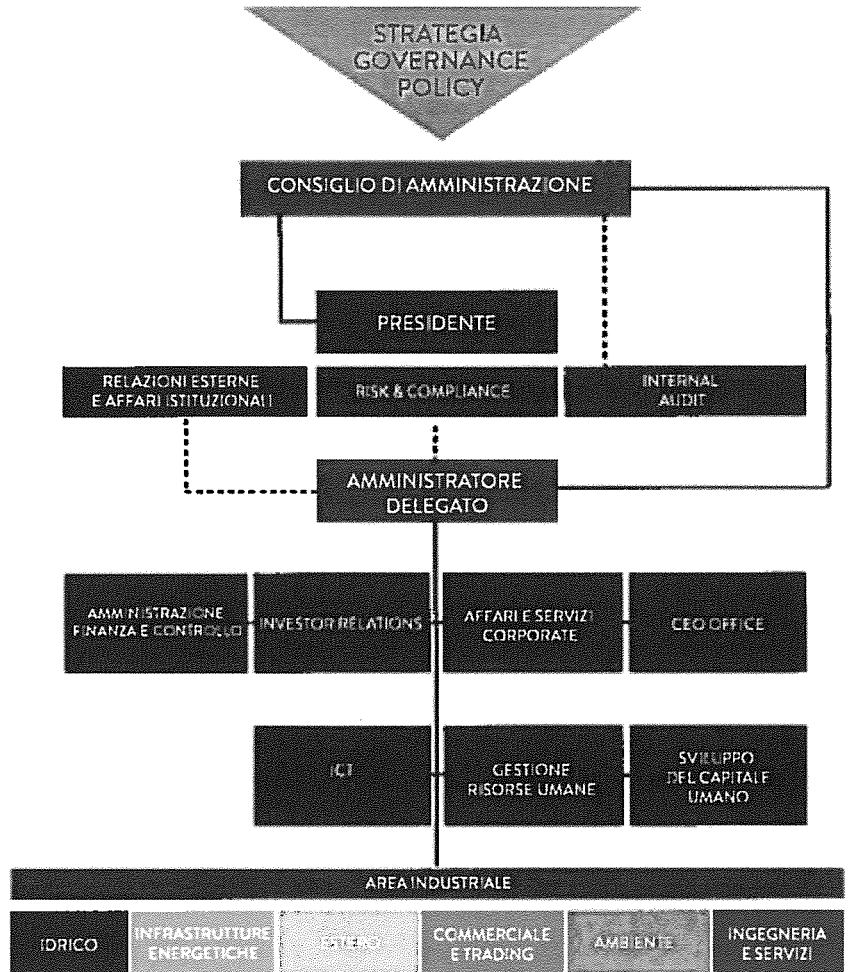 STRATEGIA
GOVERNANCE
POLICY
CONSIGLIO DI AMMINISTRAZIONE
PRESIDENTE
RELAZIONI ESTERNE
E AFFARI ISTITUZIONALI
RISK & COMPLIANCE
INTERNAL
AUDIT
AMMINISTRATORE
DELEGATO
AMMINISTRAZIONE
FINANZA E CONTROLLO
INVESTOR RELATIONS
AFFARI E SERVIZI
CORPORATE
CEO OFFICE
ICT
GESTIONE
RISORSE UMANE
SVILUPPO
DEL CAPITALE
UMANO
AREA INDUSTRIALE
IDRICO
INFRASTRUTTURE
ENERGETICHE
ESTERO
COMMERCIALE
E TRADING
AMBIENTE
INGEGNERIA
E SERVIZI